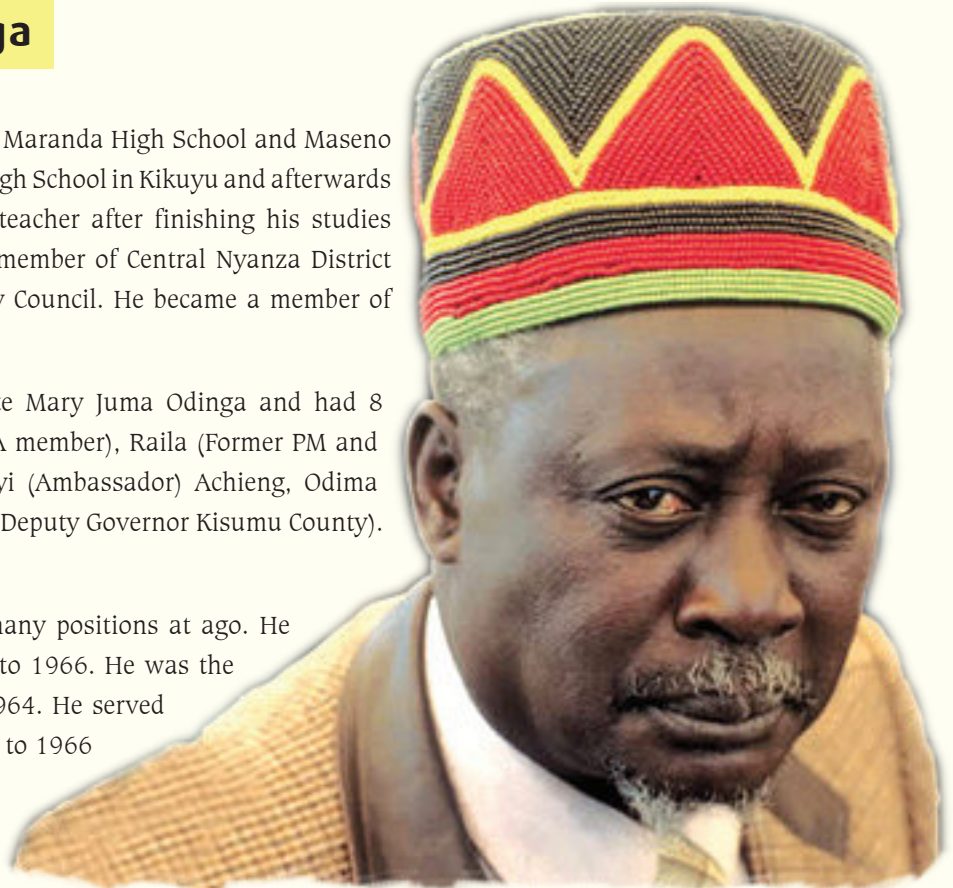 ga
Maranda High School and Maseno
gh School in Kikuyu and afterwards
teacher after finishing his studies
member of Central Nyanza District
Council. He became a member of
e Mary Juma Odinga and had 8
member), Raila (Former PM and
yi (Ambassador) Achieng, Odima
Deputy Governor Kisumu County).
any positions at ago. He
to 1966. He was the
964. He served
to 1966